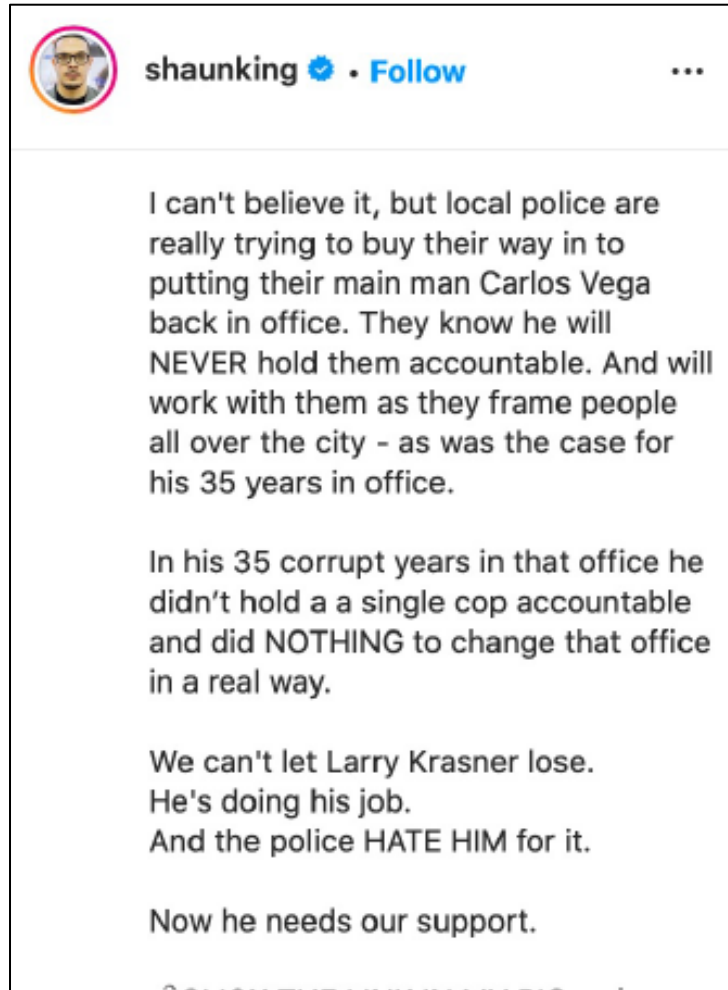 shaunking • Follow •••
I can't believe it, but local police are
really trying to buy their way in to
putting their main man Carlos Vega
back in office. They know he will
NEVER hold them accountable. And will
work with them as they frame people
all over the city - as was the case for
his 35 years in office.
In his 35 corrupt years in that office he
didn’t hold a a single cop accountable
and did NOTHING to change that office
in a real way.
We can't let Larry Krasner lose.
He's doing his job.
And the police HATE HIM for it.
Now he needs our support.